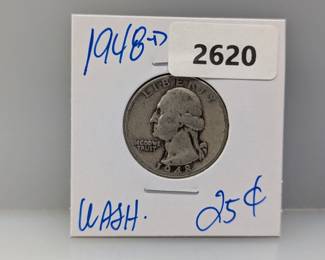 1948-D
2620
LIBERTY
IN GOD WE
TRUST
1948
WASH. 25¢